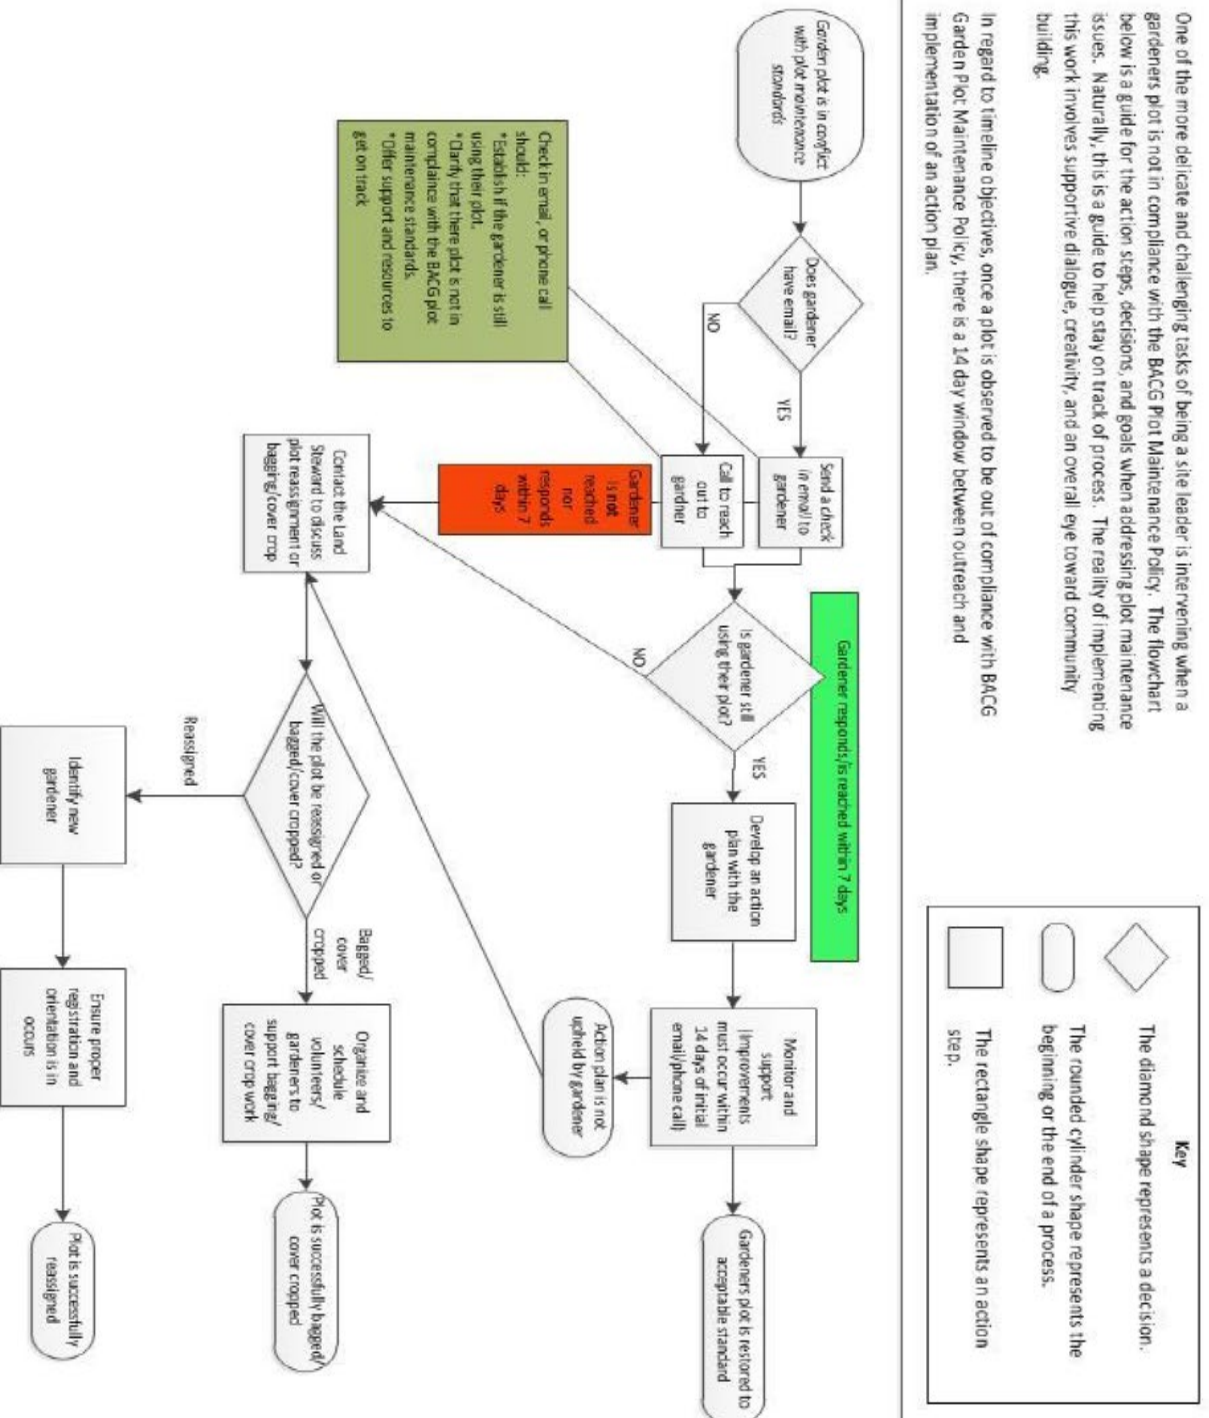 One of the more delicate and challenging tasks of being a site leader is intervening when a
gardeners plot is not in compliance with the BACG Plot Maintenance Policy. The flowchart
below is a guide for the action steps, decisions, and goals when addressing plot maintenance
issues. Naturally, this is a guide to help stay on track of process. The reality of implementing
this work involves supportive dialogue, creativity, and an overall eye toward community
building.
In regard to timeline objectives, once a plot is observed to be out of compliance with BACG
Garden Plot Maintenance Policy, there is a 14 day window between outreach and
implementation of an action plan.
Key
The diamond shape represents a decision.
The rounded cylinder shape represents the
beginning or the end of a process.
The rectangle shape represents an action
step.
Garden plot is in conflict
with plot maintenance
standards
Does gardener
have email?
YES
NO
Send a check
in email to
gardener
Call to reach
out to
gardner
Gardener responds/is reached within 7 days
Is gardener still
using their plot?
YES
NO
Develop an action
plan with the
gardener
Monitor and
support
(improvements
must occur within
14 days of initial
email/phone call)
Gardeners plot is restored to
acceptable standard
Action plan is not
upheld by gardener
Check in email, or phone call
should:
*Establish if the gardener is still
using their plot.
*Clarify that there plot is not in
complaince with the BACG plot
maintenance standards.
*Offer support and resources to
get on track
Gardener
is not
reached
nor
responds
within 7
days
Contact the Land
Steward to discuss
plot reassignment or
bagging/cover crop
Will the plot be reassigned or
bagged/cover cropped?
Bagged/
cover
cropped
Organize and
schedule
volunteers/
gardeners to
support bagging/
cover crop work
Plot is successfully bagged/
cover cropped
Reassigned
Identify new
gardener
Ensure proper
registration and
orientation is in
occurs
Plot is successfully
reassigned